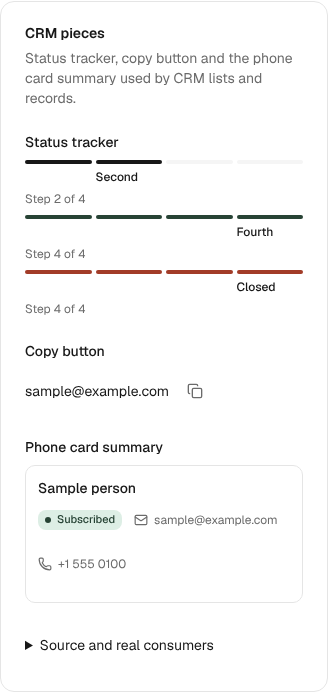 CRM pieces
Status tracker, copy button and the phone
card summary used by CRM lists and
records.
Status tracker
Second
Step 2 of 4
Fourth
Step 4 of 4
Closed
Step 4 of 4
Copy button
sample@example.com
Phone card summary
Sample person
Subscribed sample@example.com
+1 555 0100
Source and real consumers